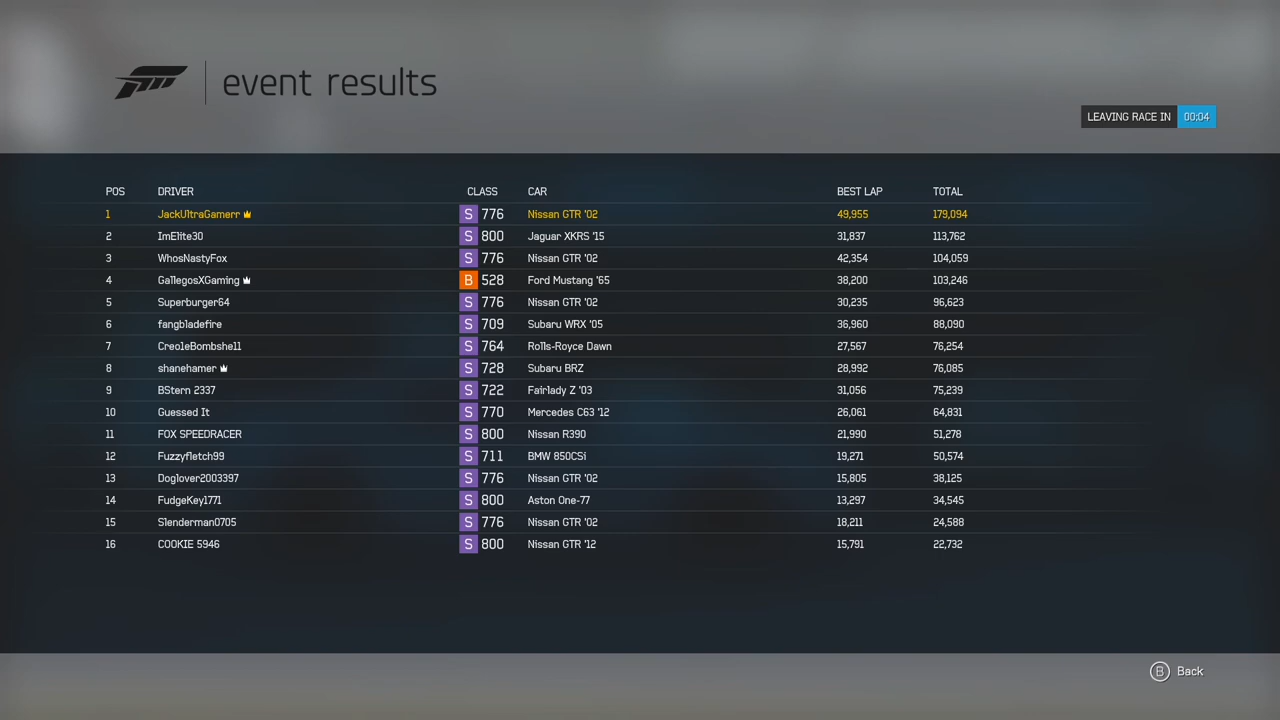 event results
LEAVING RACE IN 00:04
POS DRIVER CLASS CAR BEST LAP TOTAL
1 JackUltraGamerr S 776 Nissan GTR '02 49,955 179,094
2 ImElite30 S 800 Jaguar XKRS '15 31,837 113,762
3 WhosNastyFox S 776 Nissan GTR '02 42,354 104,059
4 GallegosXGaming B 528 Ford Mustang '65 38,200 103,246
5 Superburger64 S 776 Nissan GTR '02 30,235 96,623
6 fangbladefire S 709 Subaru WRX '05 36,960 88,090
7 CreoleBombshell S 764 Rolls-Royce Dawn 27,567 76,254
8 shanehamer S 728 Subaru BRZ 28,992 76,085
9 BStern 2337 S 722 Fairlady Z '03 31,056 75,239
10 Guessed It S 770 Mercedes C63 '12 26,061 64,831
11 FOX SPEEDRACER S 800 Nissan R390 21,990 51,278
12 Fuzzyfletch99 S 711 BMW 850CSi 19,271 50,574
13 Doglover2003397 S 776 Nissan GTR '02 15,805 38,125
14 FudgeKey1771 S 800 Aston One-77 13,297 34,545
15 Slenderman0705 S 776 Nissan GTR '02 18,211 24,588
16 COOKIE 5946 S 800 Nissan GTR '12 15,791 22,732
B Back